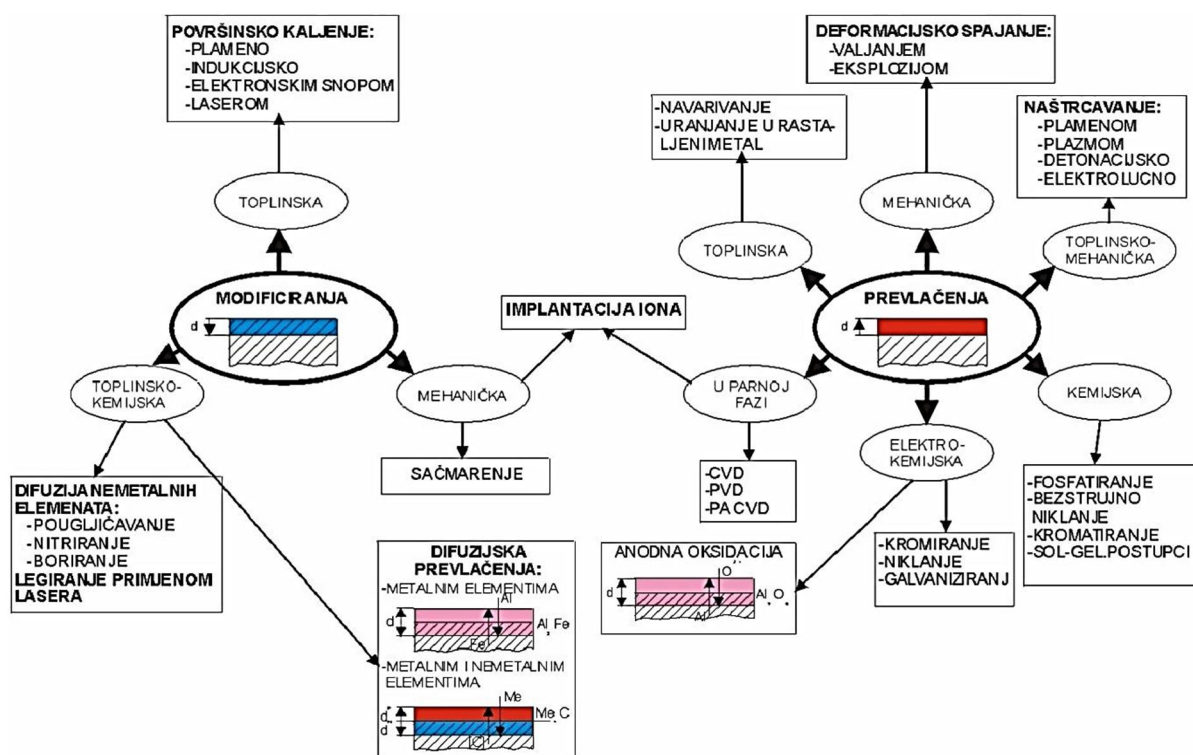 POVRŠINSKO KALJENJE:
-PLAMENO
-INDUKCIJSKO
-ELEKTRONSKIM SNOPOM
-LASEROM
DEFORMACIJSKO SPAJANJE:
-VALJANJEM
-EKSPLOZIJOM
-NAVARIVANJE
-URANJANJE U RASTA-
LJENIMETAL
NAŠTRCAVANJE:
-PLAMENOM
-PLAZMOM
-DETONACIJSKO
-ELEKTROLUCNO
TOPLINSKA
MEHANIČKA
TOPLINSKA
TOPLINSKO-
MEHANIČKA
MODIFICIRANJA
d
IMPLANTACIJA IONA
PREVLAČENJA
d
TOPLINSKO-
KEMIJSKA
MEHANIČKA
U PARNOJ
FAZI
KEMIJSKA
ELEKTRO-
KEMIJSKA
SAČMARENJE
-CVD
-PVD
-PA CVD
-FOSFATIRANJE
-BEZSTRUJNO
NIKLANJE
-KROMATIRANJE
-SOL-GEL.POSTUPCI
DIFUZIJA NEMETALNIH
ELEMENATA:
-POUGLJIČAVANJE
-NITRIRANJE
-BORIRANJE
LEGIRANJE PRIMJENOM
LASERA
-KROMIRANJE
-NIKLANJE
-GALVANIZIRANJ
ANODNA OKSIDACIJA
O
d
Al, O,
Al
DIFUZIJSKA
PREVLAČENJA:
-METALNIM ELEMENTIMA
Al
d
Al, Fe
Fe
-METALNIM I NEMETALNIM
ELEMENTIMA
Me
d
Me C
d
C